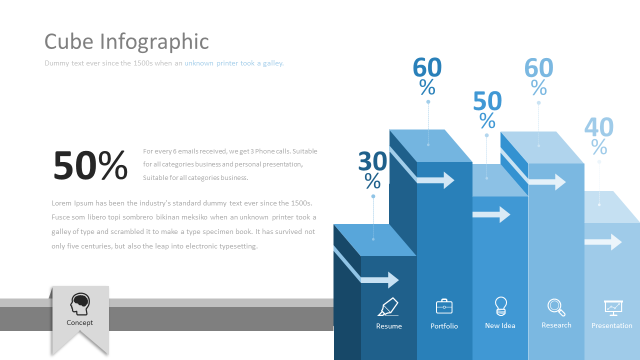 Cube Infographic
Dummy text ever since the 1500s when an unknown printer took a galley.
50%
For every 6 emails received, we get 3 Phone calls. Suitable
for all categories business and personal presentation,
Suitable for all categories business.
Lorem Ipsum has been the industry's standard dummy text ever since the 1500s.
Fusce som libero topi sombrero bikinan meksiko when an unknown printer took a
galley of type and scrambled it to make a type specimen book. It has survived not
only five centuries, but also the leap into electronic typesetting.
Concept
30
%
60
%
50
%
60
%
40
%
Resume
Portfolio
New Idea
Research
Presentation